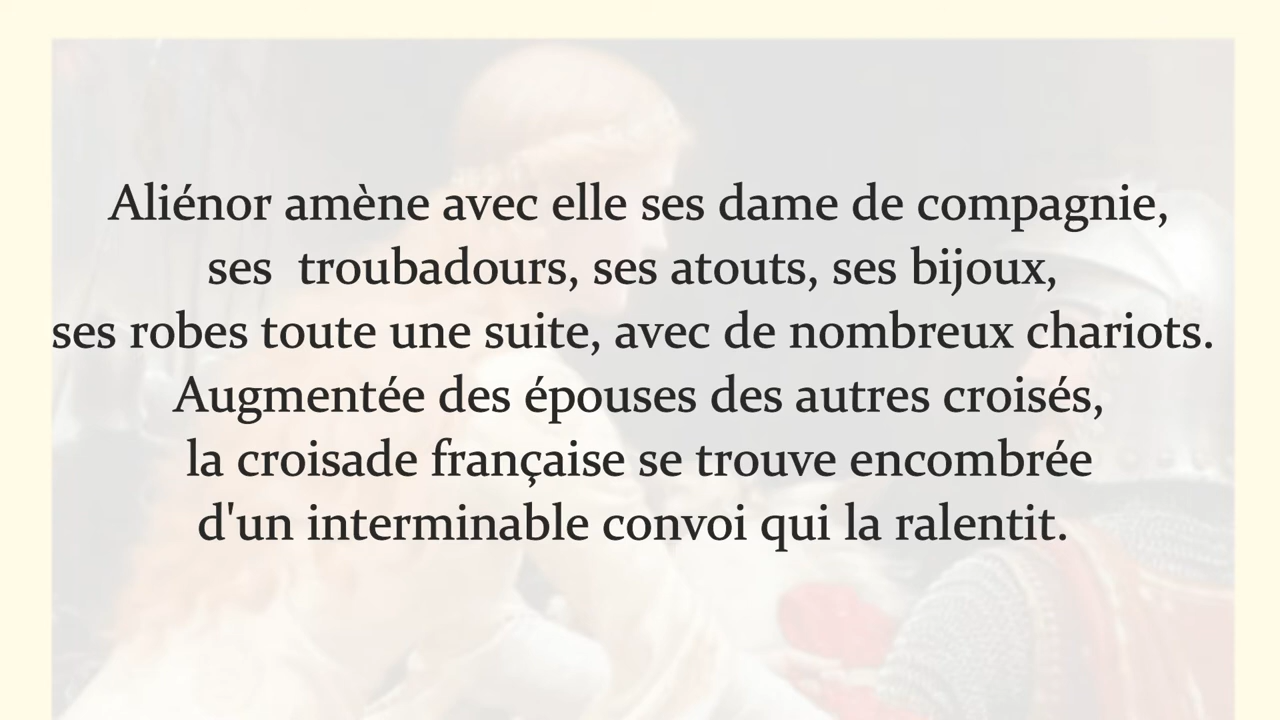 Aliénor amène avec elle ses dame de compagnie,
ses  troubadours, ses atouts, ses bijoux,
ses robes toute une suite, avec de nombreux chariots.
Augmentée des épouses des autres croisés,
la croisade française se trouve encombrée
d'un interminable convoi qui la ralentit.